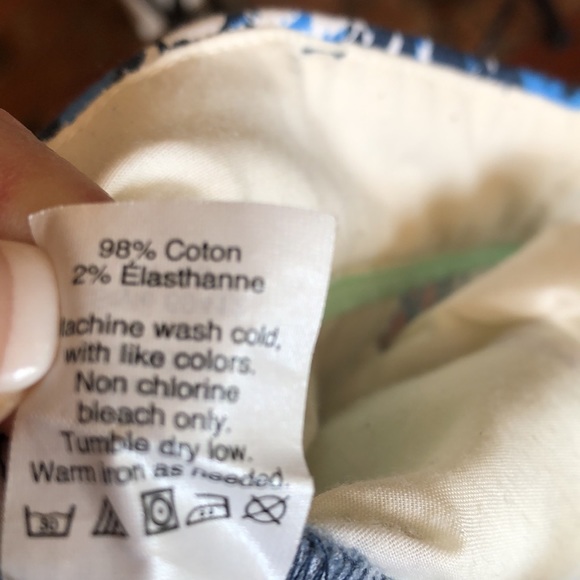 98% Coton
2% Élasthanne
Machine wash cold,
with like colors.
Non chlorine
bleach only.
Tumble dry low.
Warm iron as needed.
30